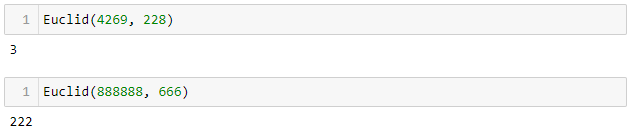 1 Euclid(4269, 228)
3
1 Euclid(888888, 666)
222